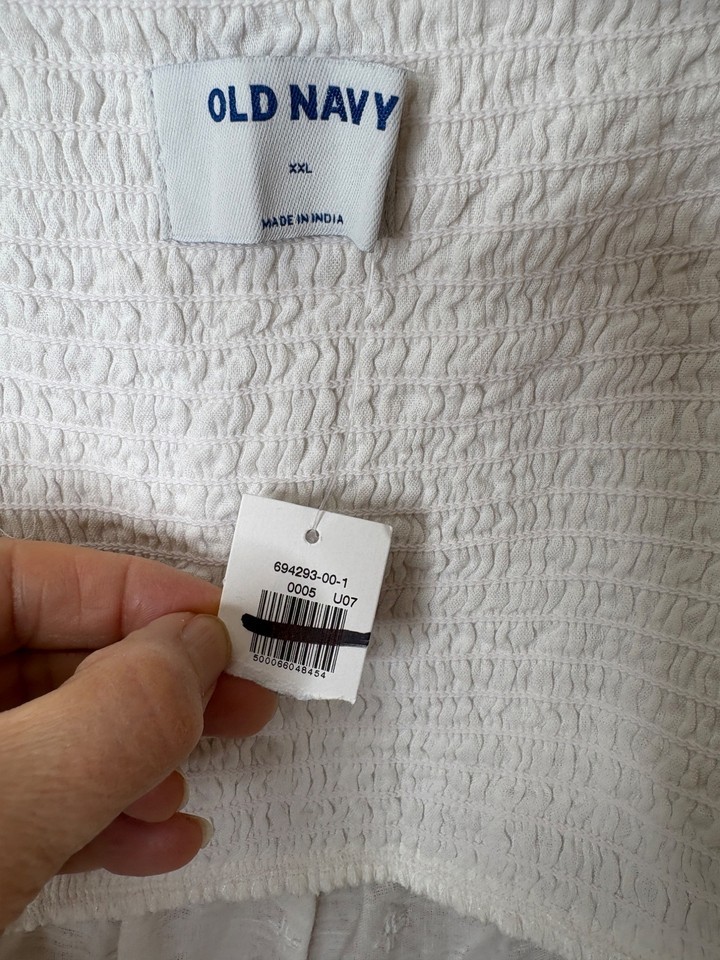 OLD NAVY
XXL
MADE IN INDIA
694293-00-1
0005 U07
500066048454